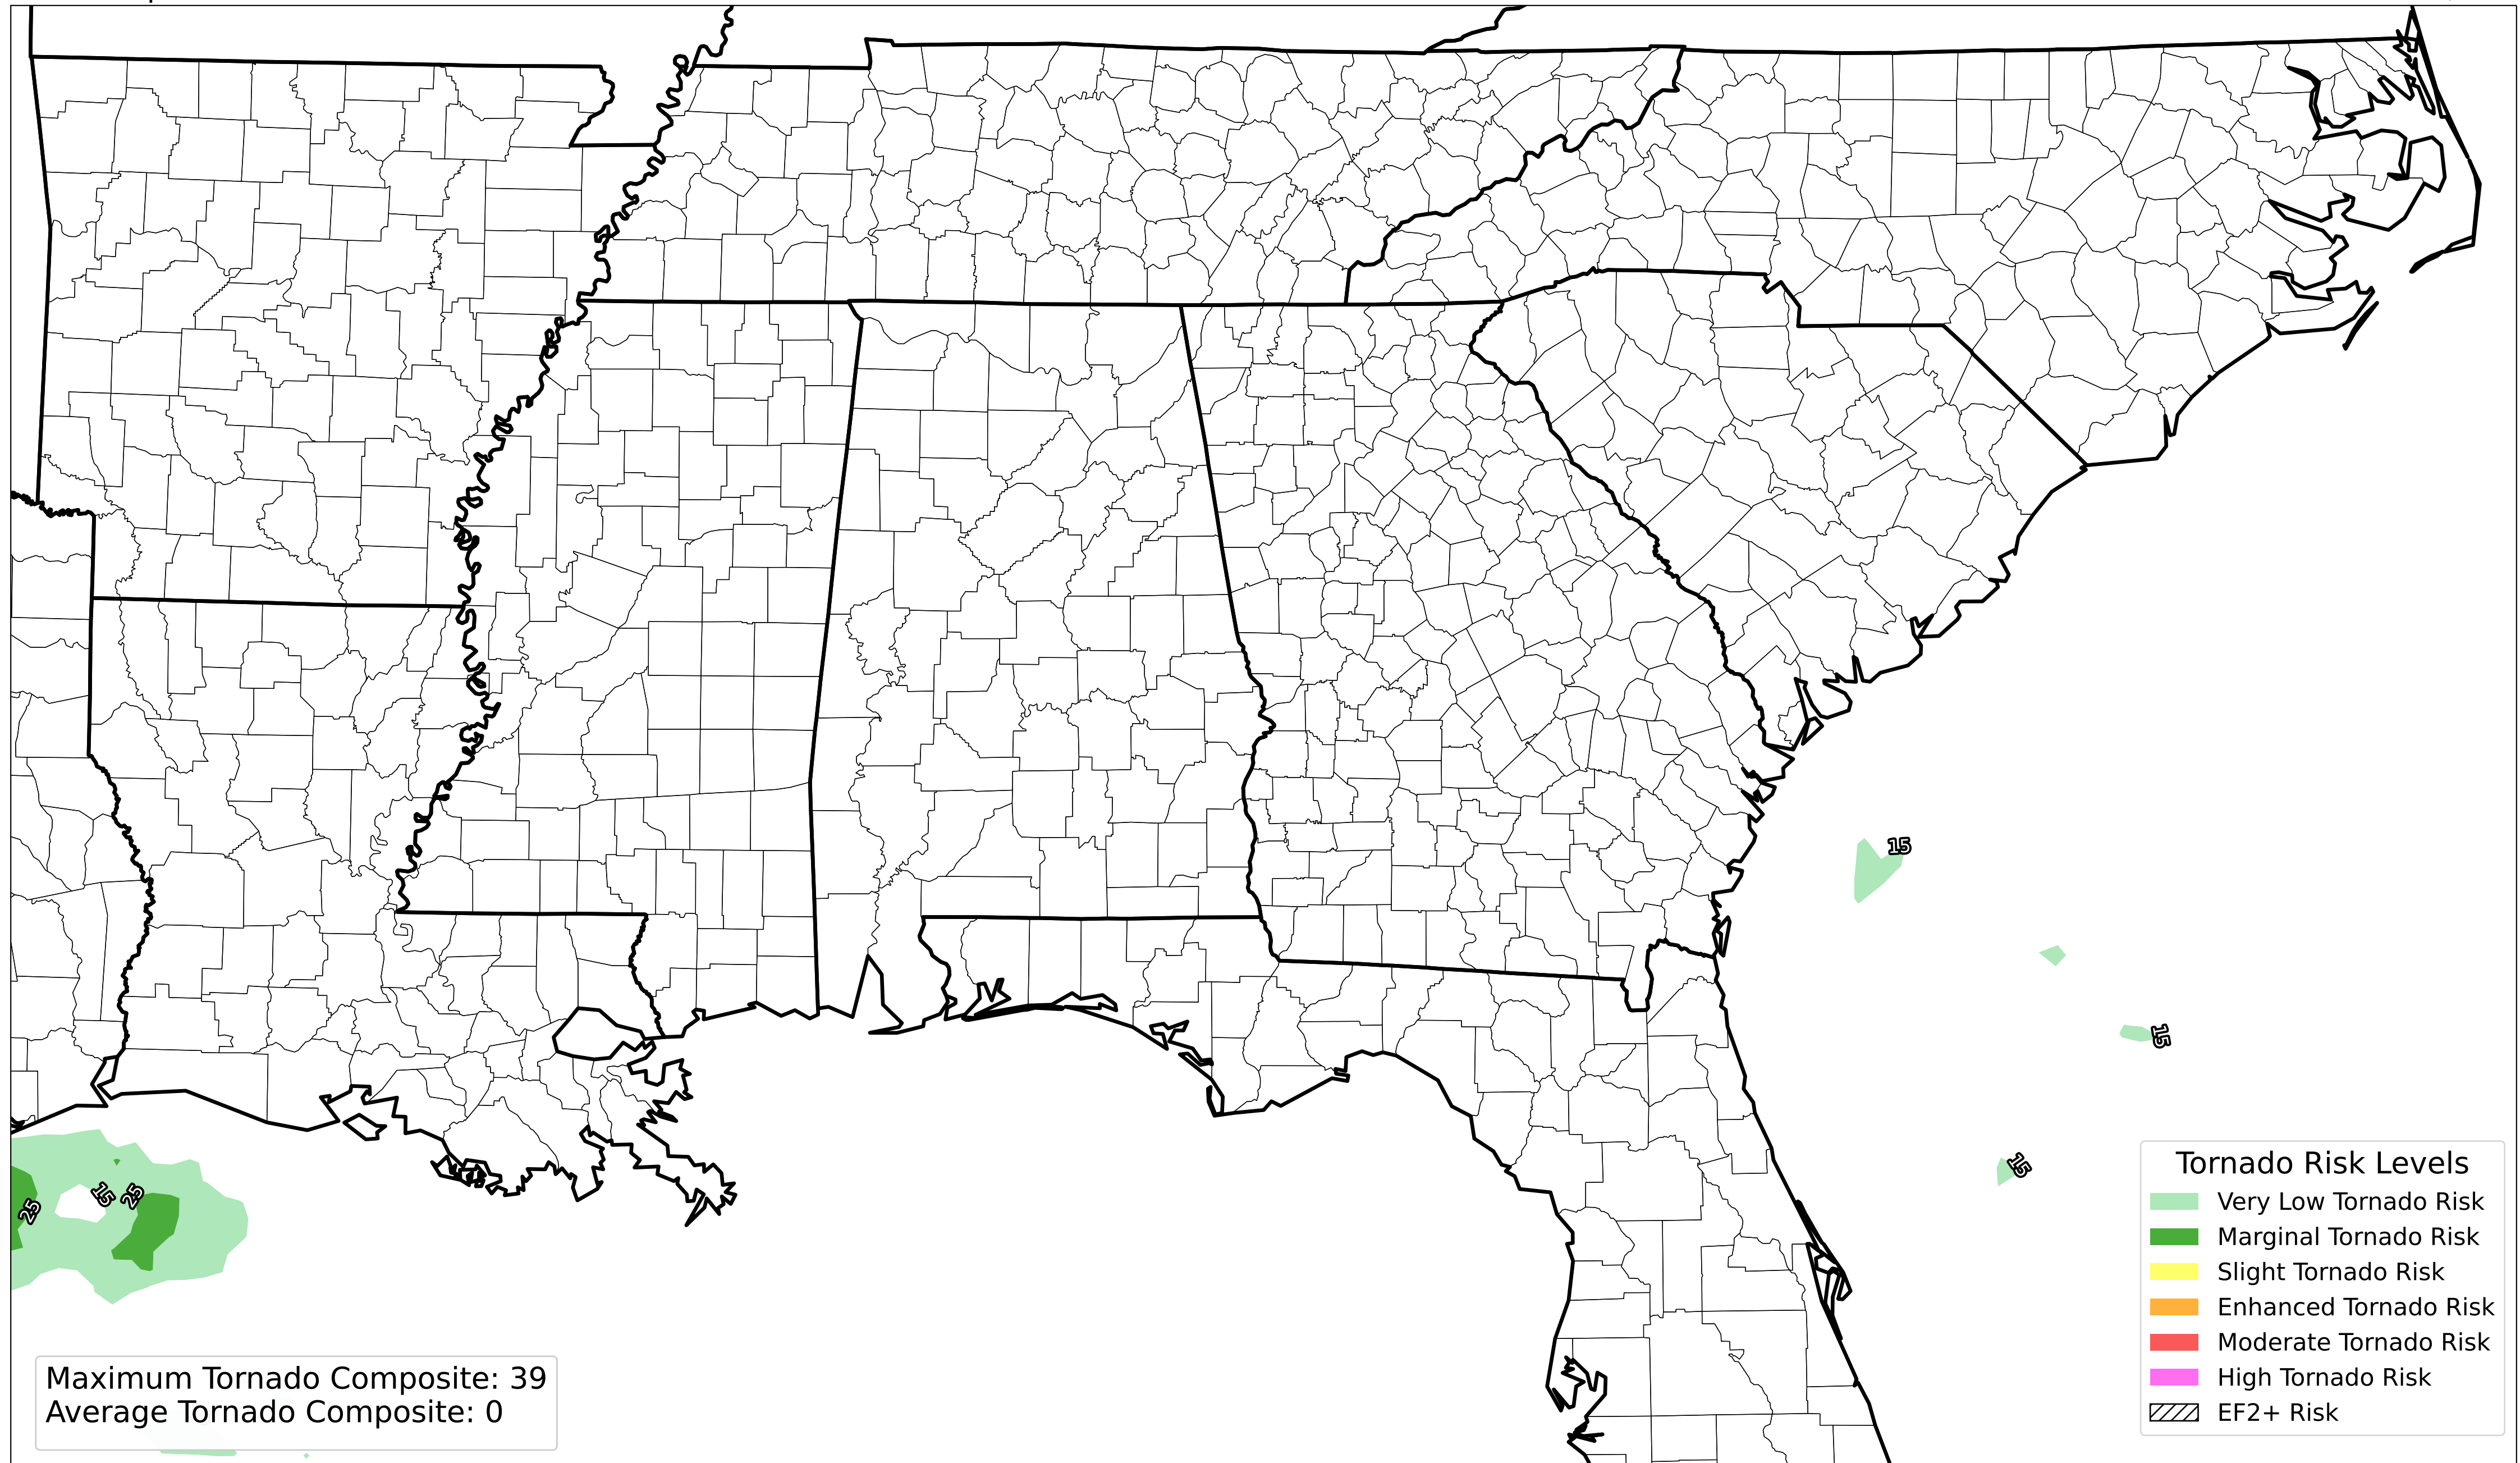 15
15
15
25
15
25
Tornado Risk Levels
Very Low Tornado Risk
Marginal Tornado Risk
Slight Tornado Risk
Enhanced Tornado Risk
Moderate Tornado Risk
High Tornado Risk
EF2+ Risk
Maximum Tornado Composite: 39
Average Tornado Composite: 0